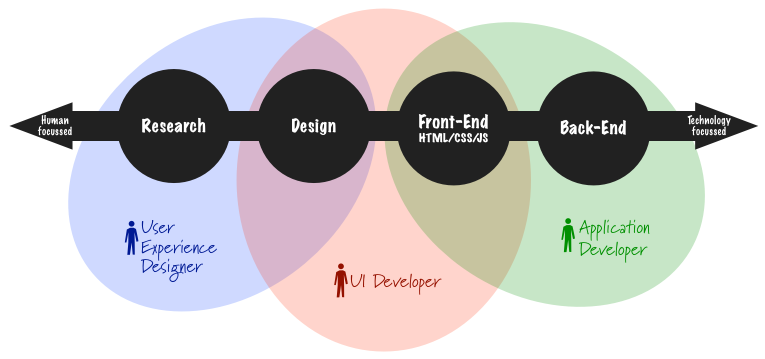 Human
focussed
Research
Design
Front-End
HTML/CSS/JS
Back-End
Technology
focussed
User
Experience
Designer
UI Developer
Application
Developer